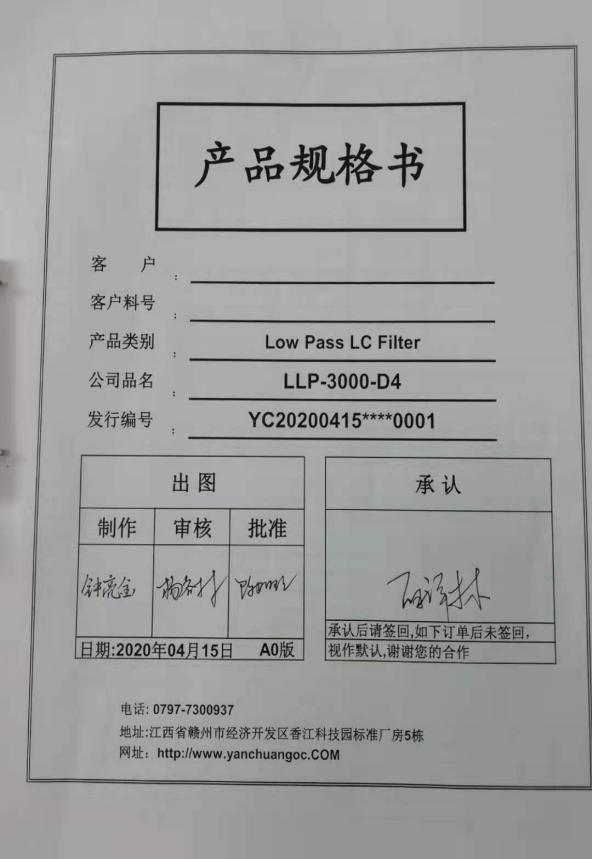 产品规格书
客 户:
客户料号:
产品类别: Low Pass LC Filter
公司品名: LLP-3000-D4
发行编号: YC20200415****0001
出图 承认
制作 审核 批准
承认后请签回,如下订单后未签回,
日期:2020年04月15日 A0版 视作默认,谢谢您的合作
电话: 0797-7300937
地址:江西省赣州市经济开发区香江科技园标准厂房5栋
网址: http://www.yanchuangoc.COM